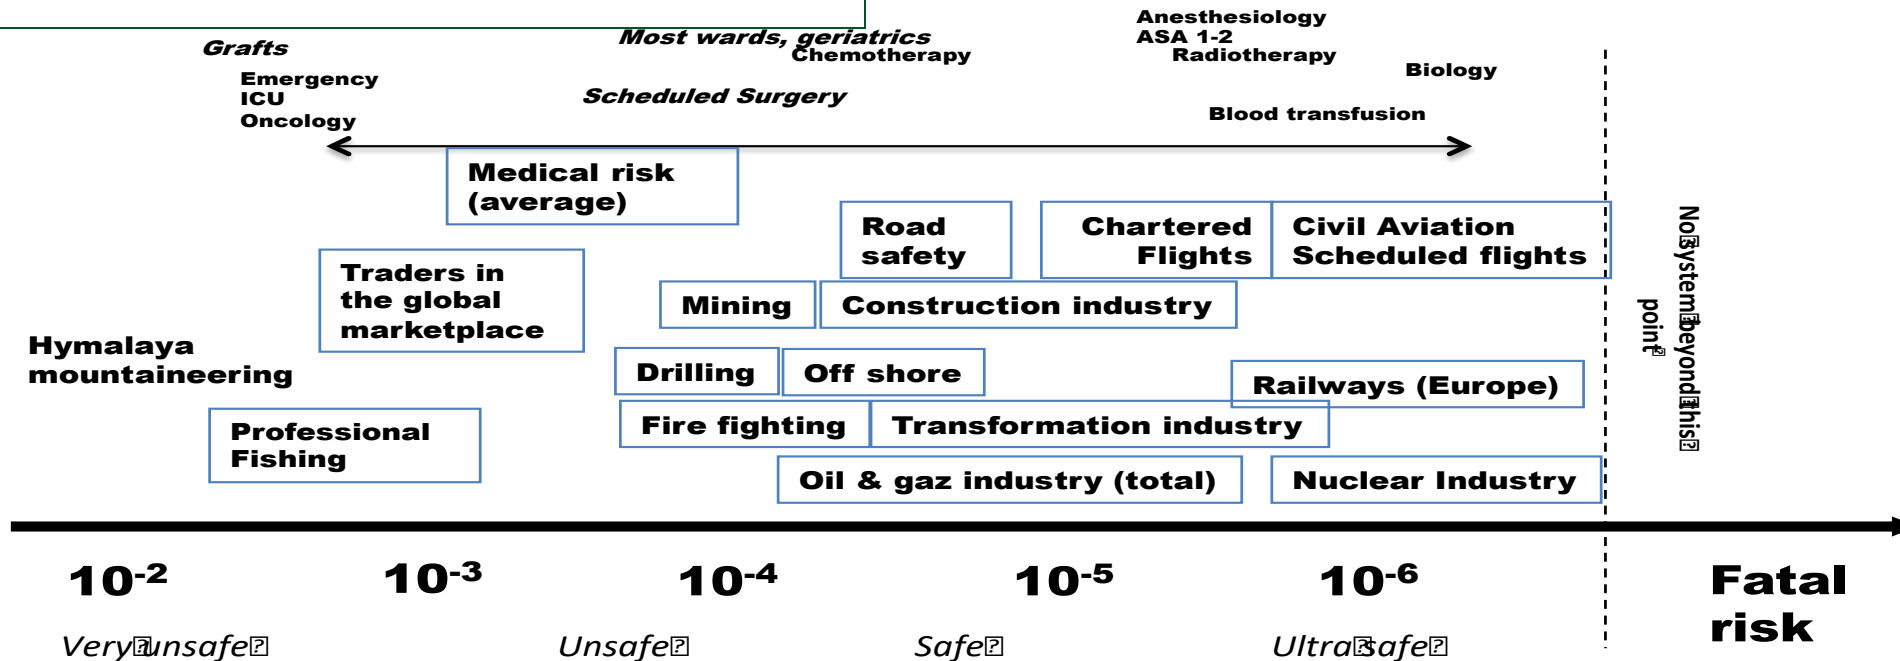 Grafts
Most wards, geriatrics
Chemotherapy
Anesthesiology
ASA 1-2
Radiotherapy
Biology
Emergency
ICU
Oncology
Scheduled Surgery
Blood transfusion
Medical risk
(average)
Road
safety
Chartered
Flights
Civil Aviation
Scheduled flights
Traders in
the global
marketplace
Mining
Construction industry
Hymalaya
mountaineering
Drilling
Off shore
Railways (Europe)
Professional
Fishing
Fire fighting
Transformation industry
Oil & gaz industry (total)
Nuclear Industry
No⍰system⍰beyond⍰this⍰
point⍰
10-2
10-3
10-4
10-5
10-6
Fatal
risk
Very⍰unsafe⍰
Unsafe⍰
Safe⍰
Ultra⍰safe⍰